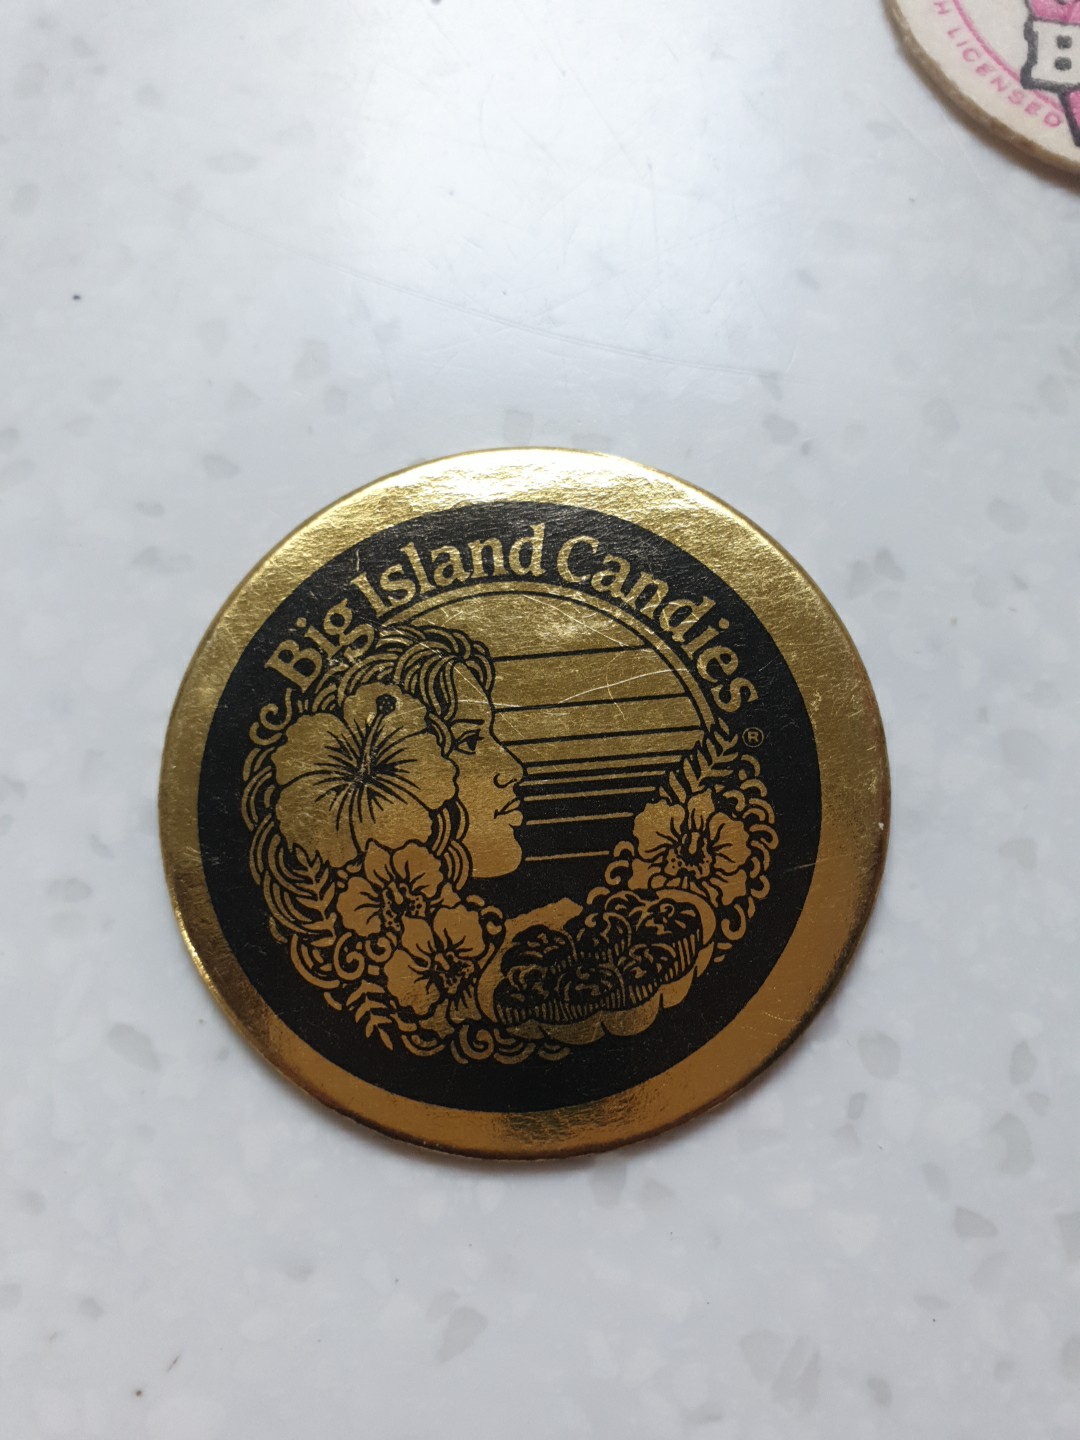 H LICENSED
B
Big Island Candies ®